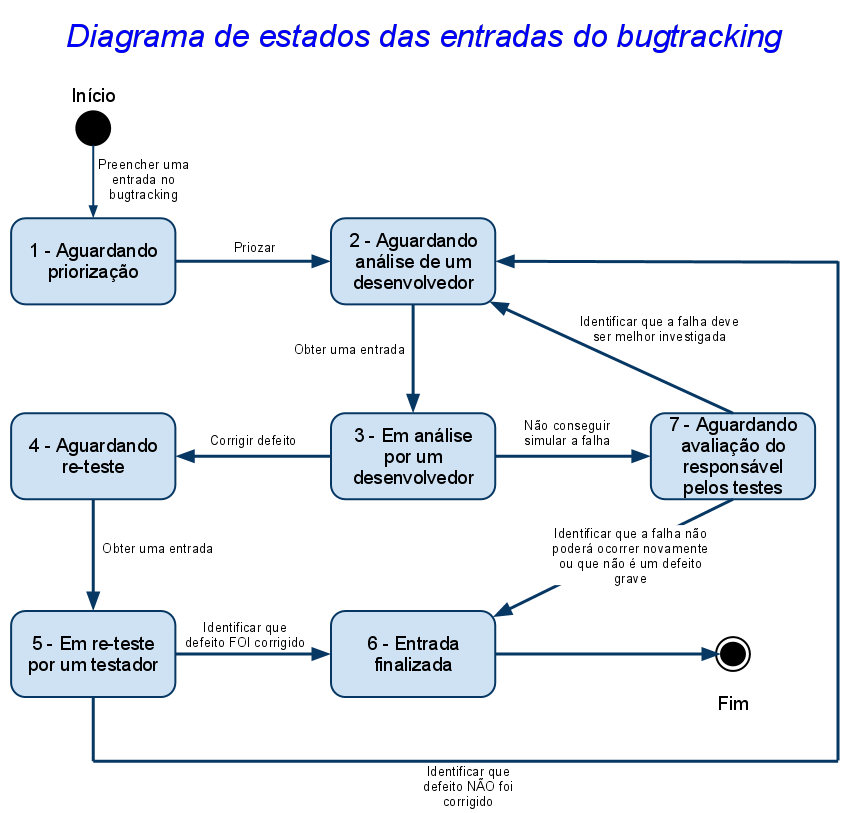 Diagrama de estados das entradas do bugtracking
Início
Preencher uma
entrada no
bugtracking
1 - Aguardando
priorização
Priozar
2 - Aguardando
análise de um
desenvolvedor
Identificar que a falha deve
ser melhor investigada
Obter uma entrada
4 - Aguardando
re-teste
Corrigir defeito
3 - Em análise
por um
desenvolvedor
Não conseguir
simular a falha
7 - Aguardando
avaliação do
responsável
pelos testes
Obter uma entrada
Identificar que a falha não
poderá ocorrer novamente
ou que não é um defeito
grave
5 - Em re-teste
por um testador
Identificar que
defeito FOI corrigido
6 - Entrada
finalizada
Fim
Identificar que
defeito NÃO foi
corrigido